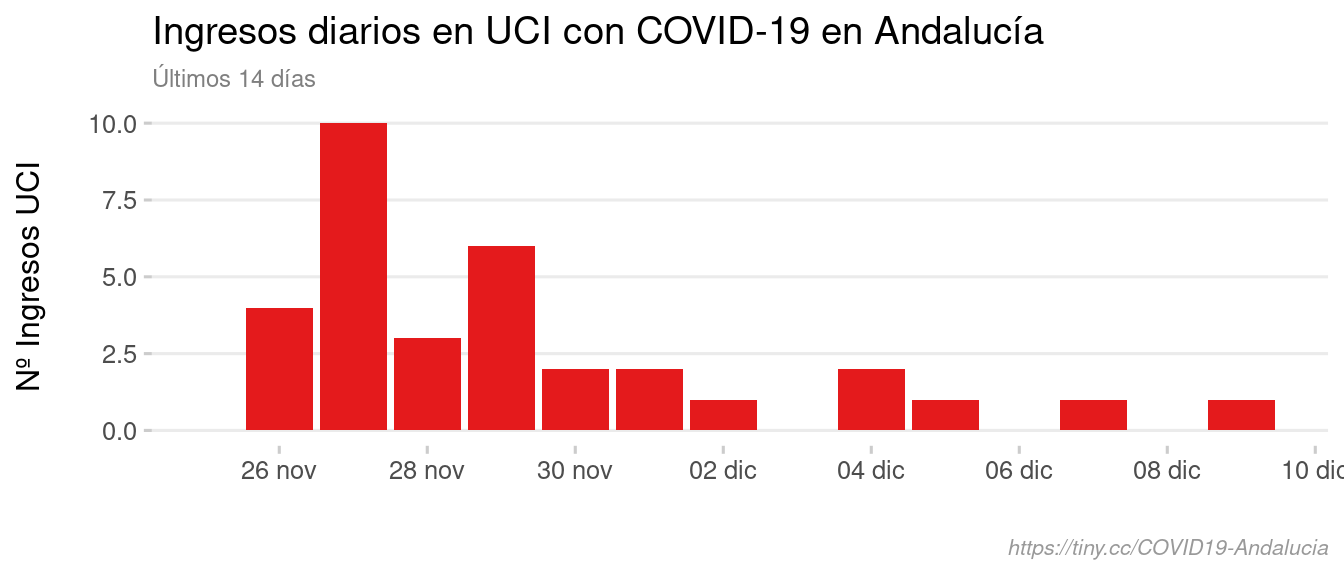 Ingresos diarios en UCI con COVID-19 en Andalucía
Últimos 14 días
Nº Ingresos UCI
10.0
7.5
5.0
2.5
0.0
26 nov 28 nov 30 nov 02 dic 04 dic 06 dic 08 dic 10 dic
https://tiny.cc/COVID19-Andalucia